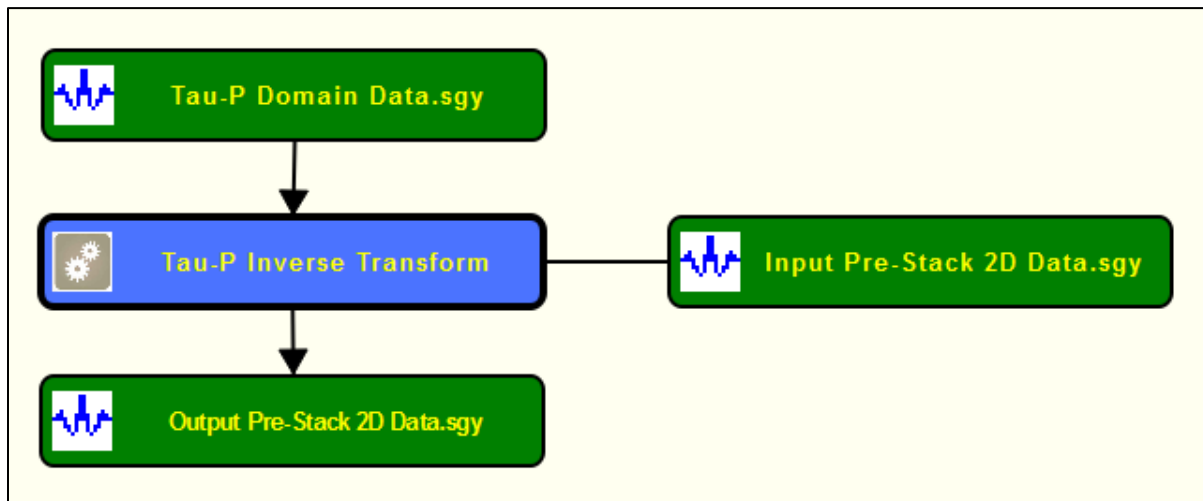 Tau-P Domain Data.sgy
Tau-P Inverse Transform
Input Pre-Stack 2D Data.sgy
Output Pre-Stack 2D Data.sgy